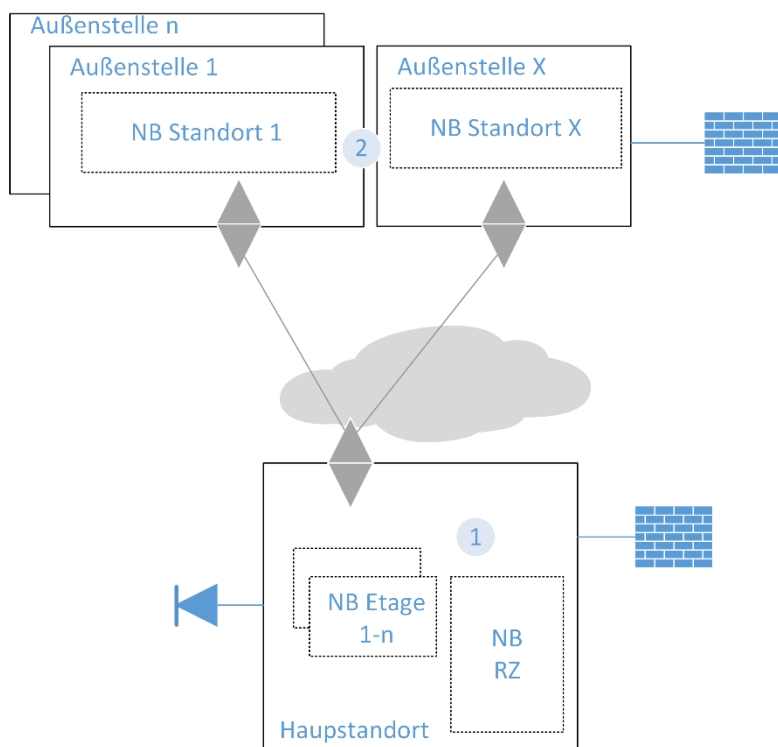 Außenstelle n
Außenstelle 1
Außenstelle X
NB Standort 1
NB Standort X
2
1
NB Etage
1-n
NB
RZ
Haupstandort